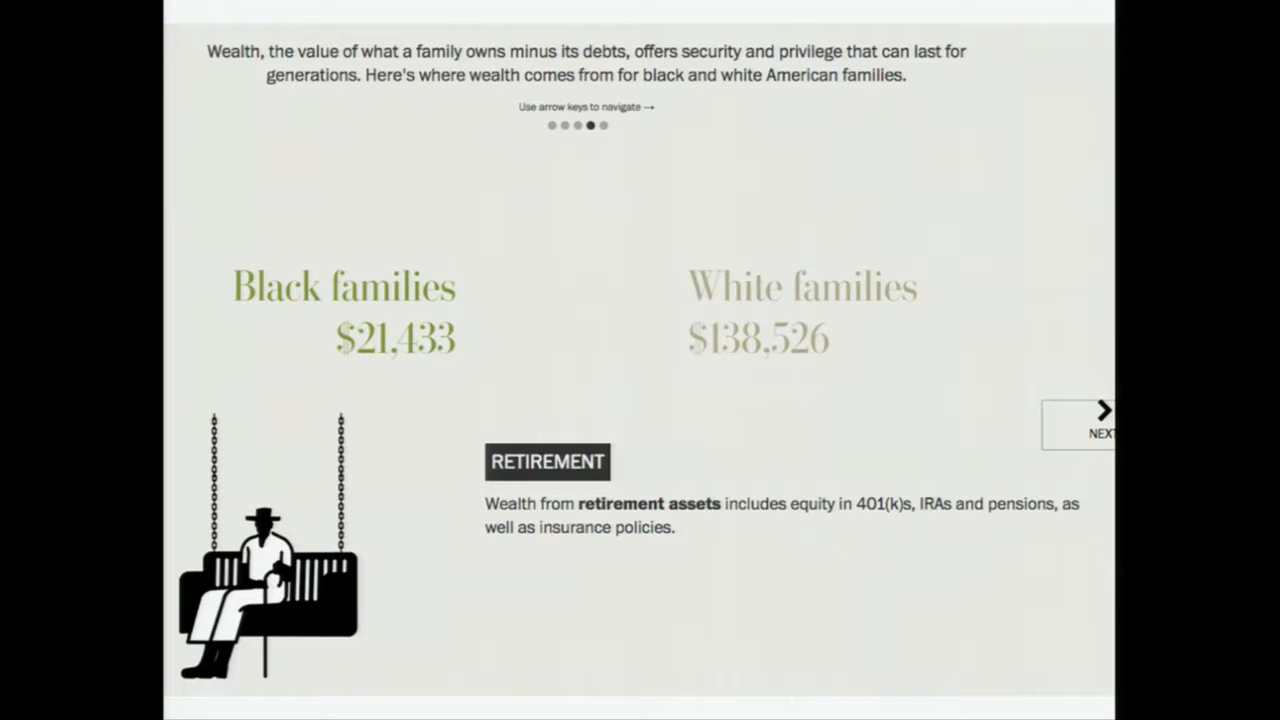 Wealth, the value of what a family owns minus its debts, offers security and privilege that can last for
generations. Here's where wealth comes from for black and white American families.
Use arrow keys to navigate →
Black families
$21,433
White families
$138,526
NEXT
RETIREMENT
Wealth from retirement assets includes equity in 401(k)s, IRAs and pensions, as
well as insurance policies.